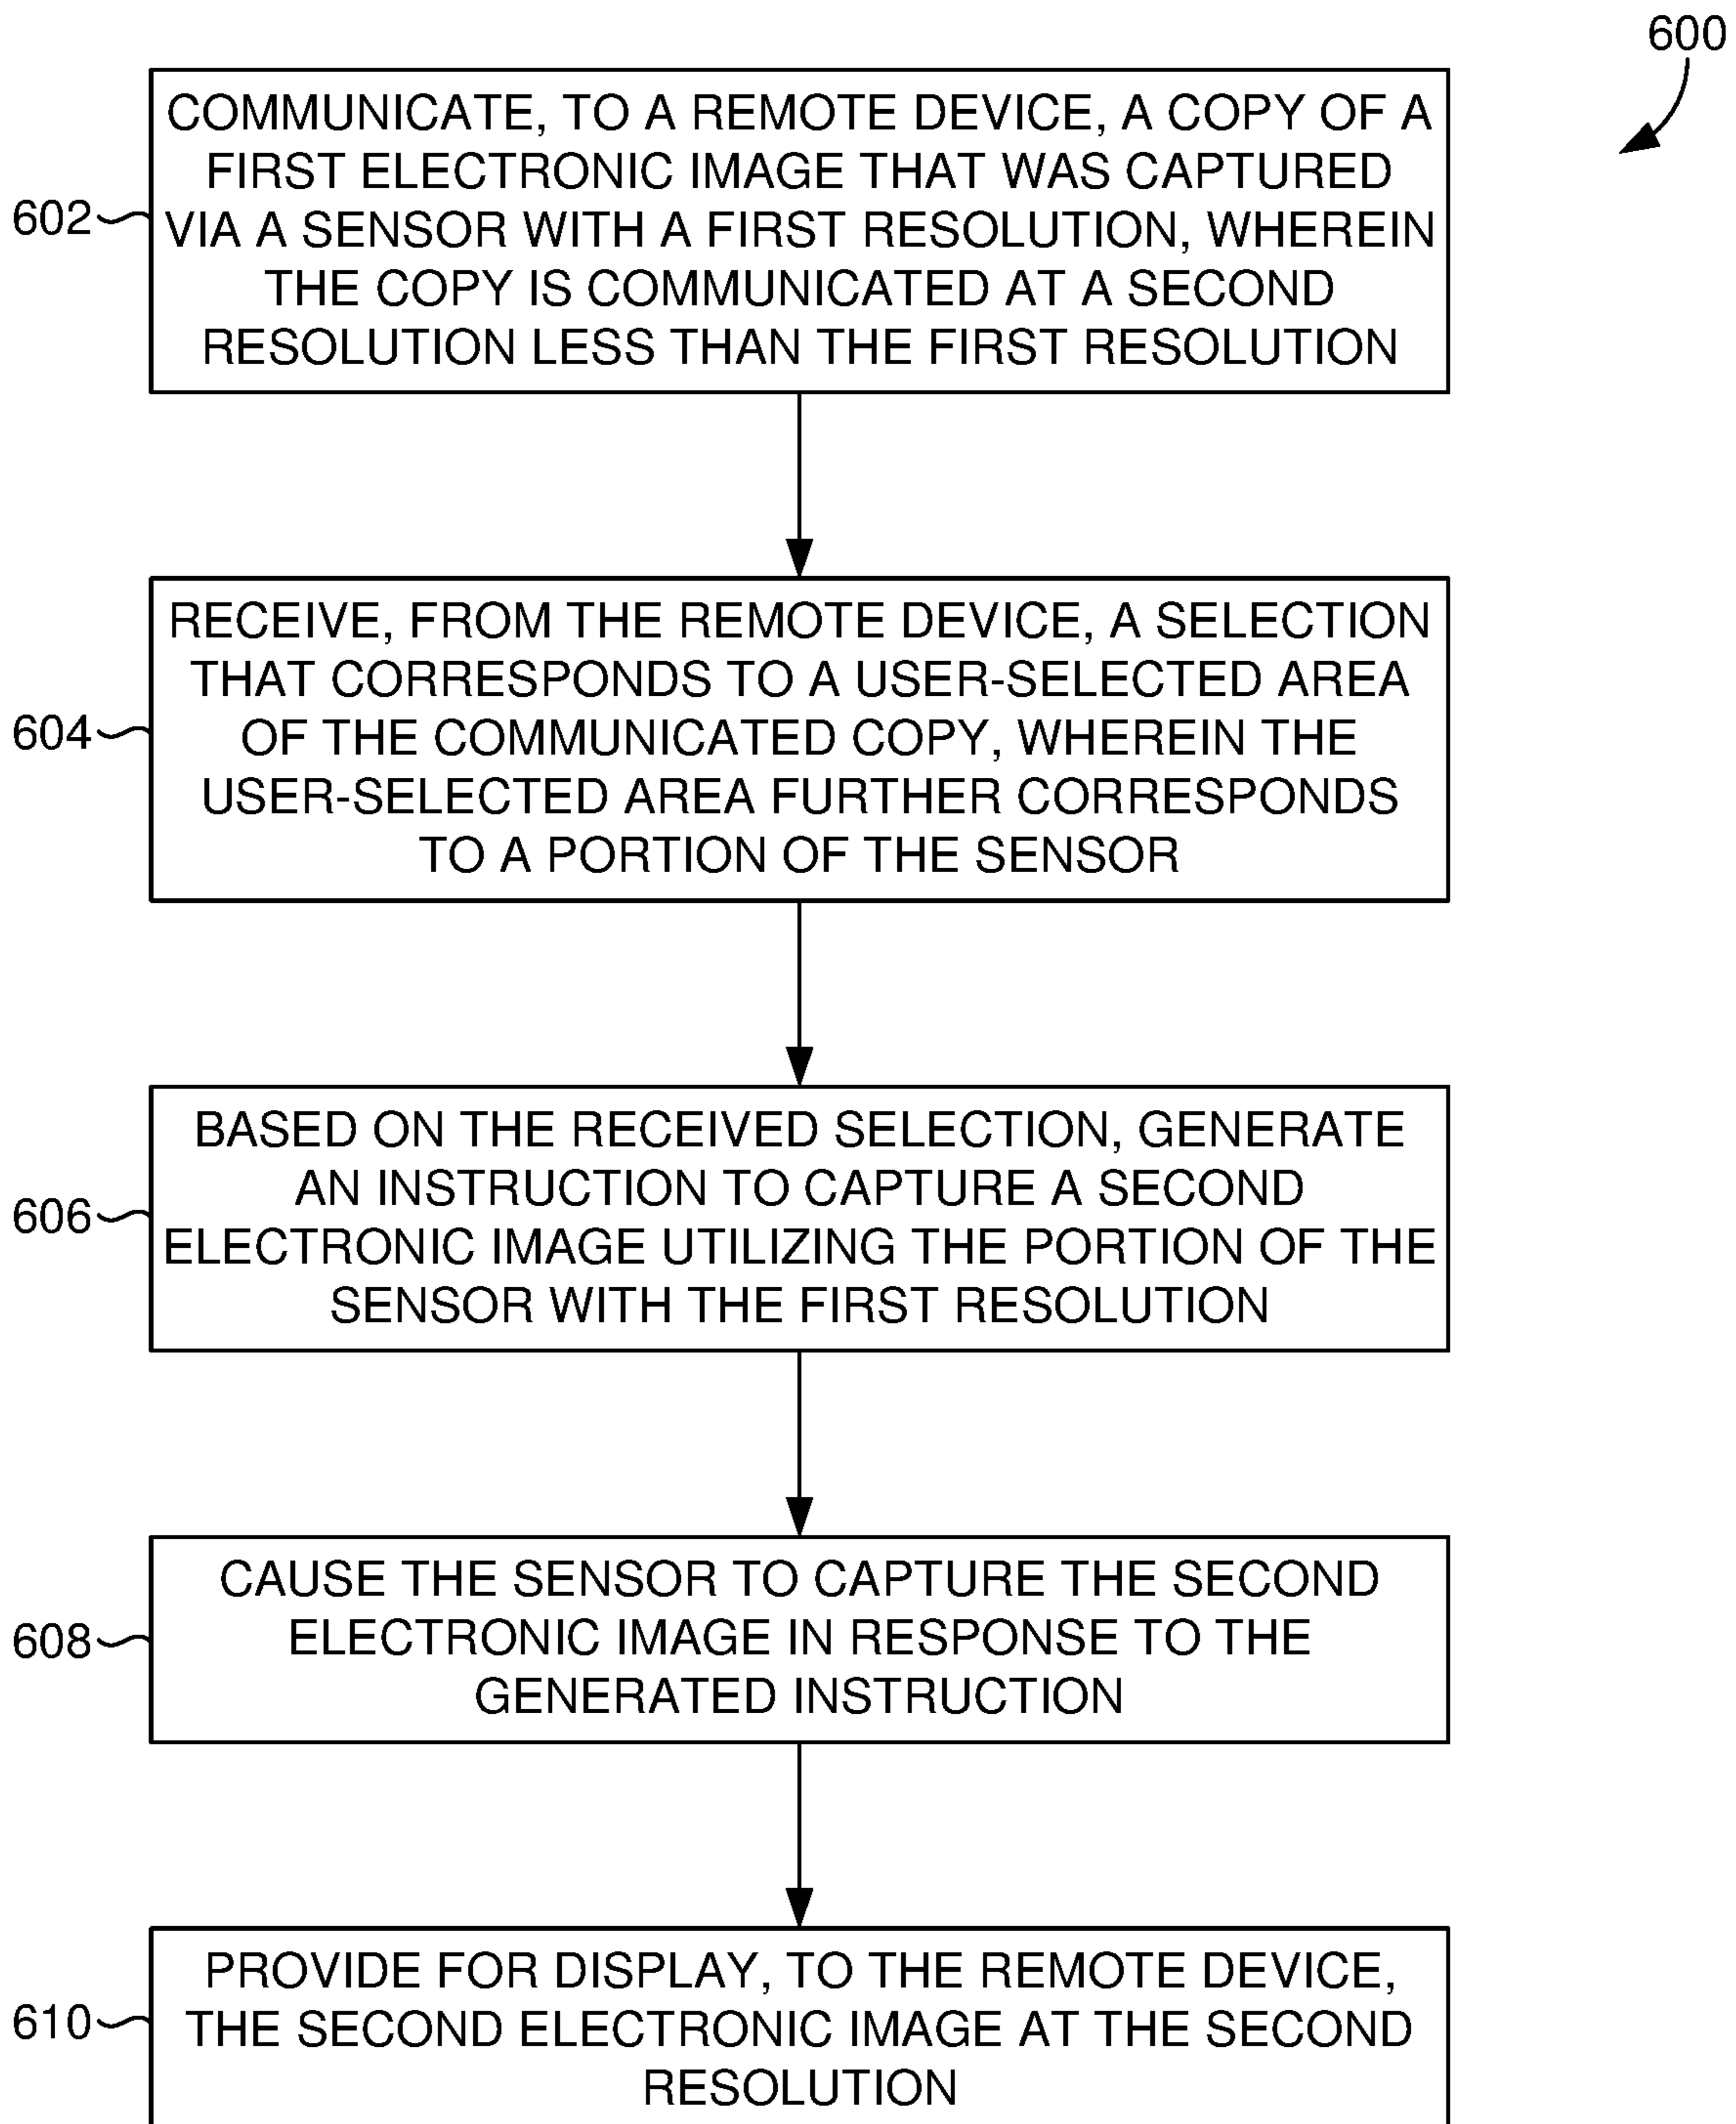 600
COMMUNICATE, TO A REMOTE DEVICE, A COPY OF A
FIRST ELECTRONIC IMAGE THAT WAS CAPTURED
VIA A SENSOR WITH A FIRST RESOLUTION, WHEREIN
THE COPY IS COMMUNICATED AT A SECOND
RESOLUTION LESS THAN THE FIRST RESOLUTION
602
RECEIVE, FROM THE REMOTE DEVICE, A SELECTION
THAT CORRESPONDS TO A USER-SELECTED AREA
OF THE COMMUNICATED COPY, WHEREIN THE
USER-SELECTED AREA FURTHER CORRESPONDS
TO A PORTION OF THE SENSOR
604
BASED ON THE RECEIVED SELECTION, GENERATE
AN INSTRUCTION TO CAPTURE A SECOND
ELECTRONIC IMAGE UTILIZING THE PORTION OF THE
SENSOR WITH THE FIRST RESOLUTION
606
CAUSE THE SENSOR TO CAPTURE THE SECOND
ELECTRONIC IMAGE IN RESPONSE TO THE
GENERATED INSTRUCTION
608
PROVIDE FOR DISPLAY, TO THE REMOTE DEVICE,
THE SECOND ELECTRONIC IMAGE AT THE SECOND
RESOLUTION
610